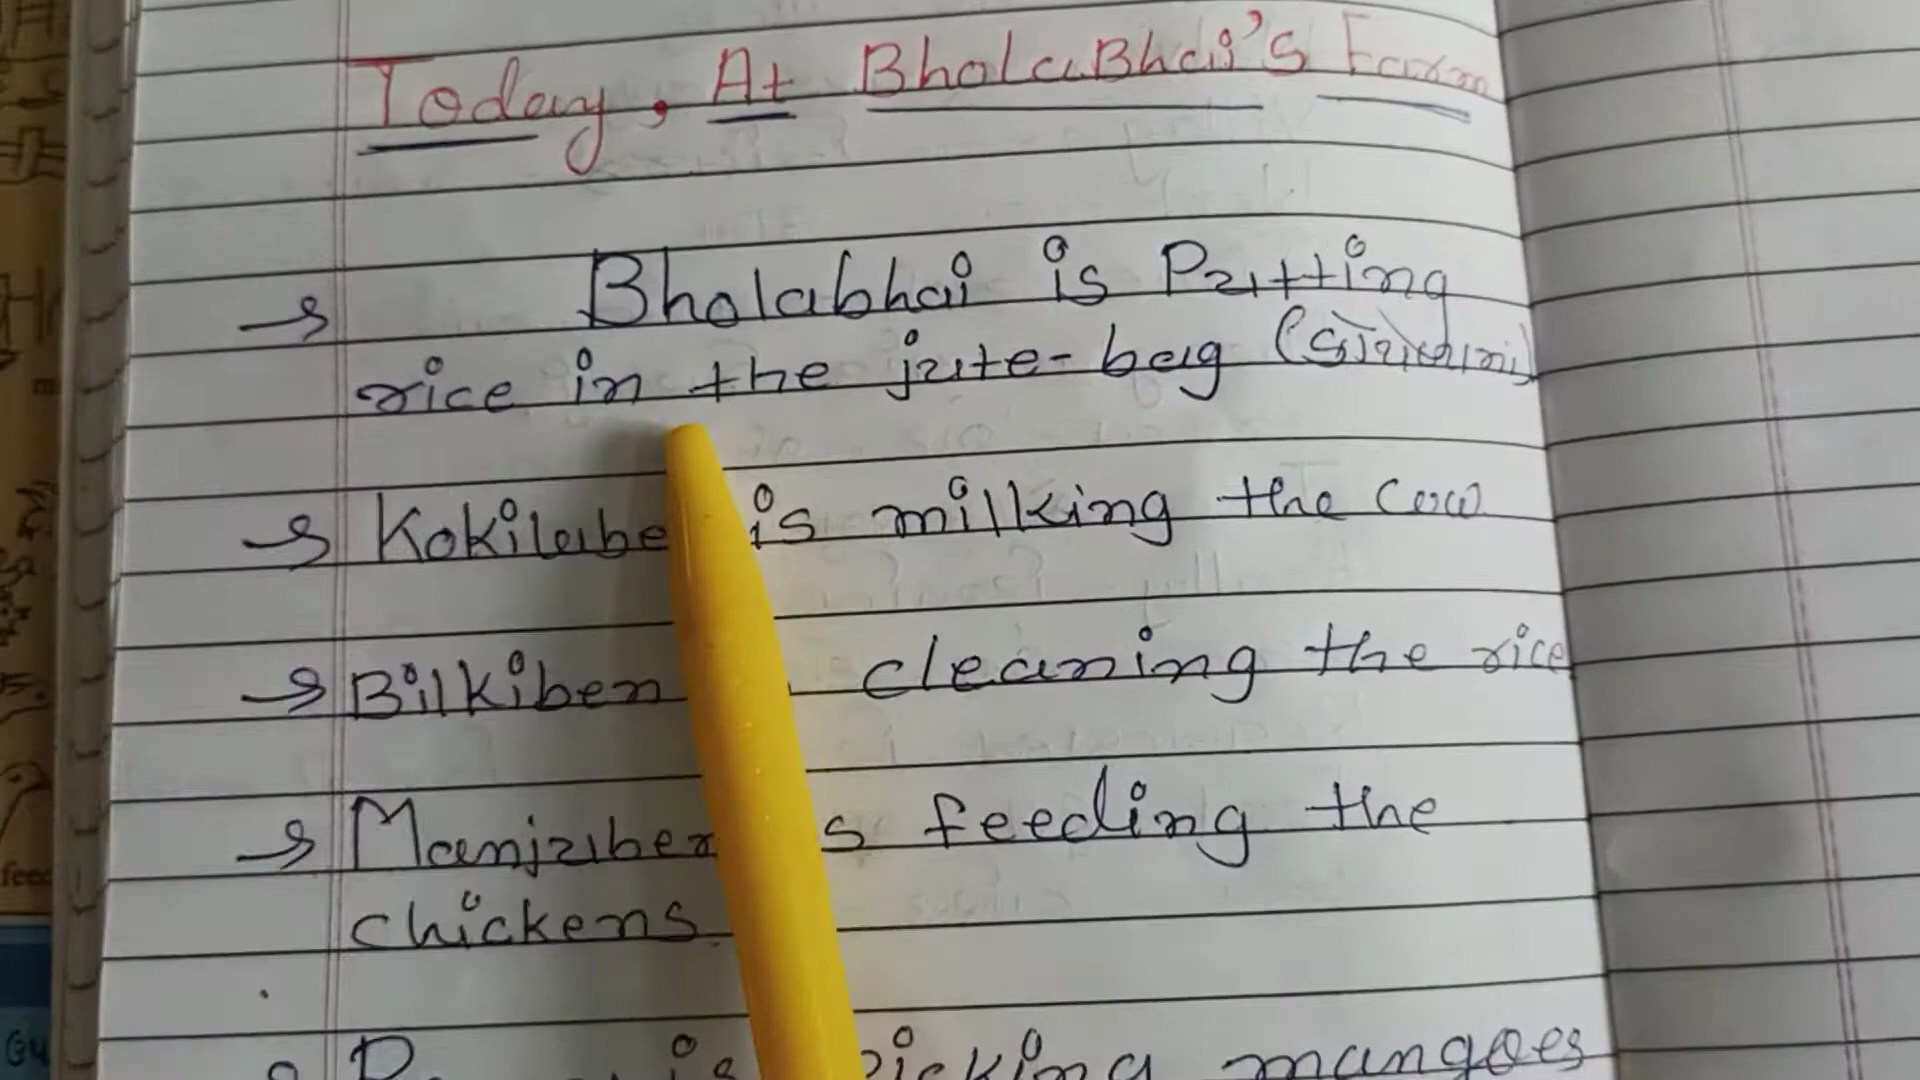 Today, At BholaBhai's Farm
→ Bholabhai is Putting
rice in the jute-bag
→ Kokilabe is milking the cow
→ Bilkiben cleaning the rice
→ Manjuben s feeding the
chickens
is picking mangoes